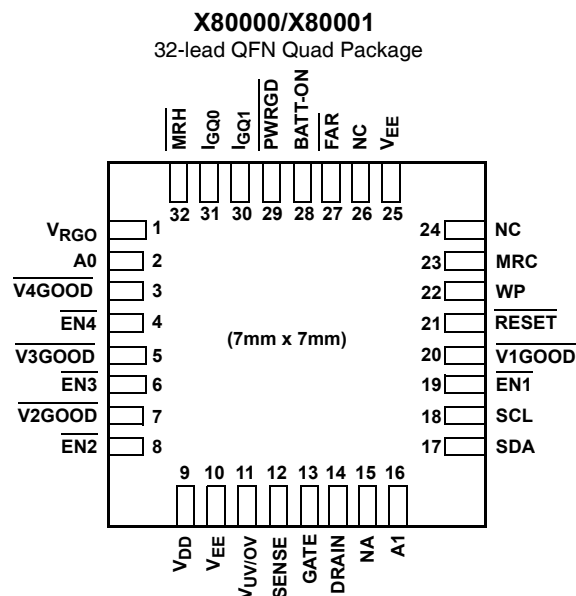 X80000/X80001
32-lead QFN Quad Package
MRH
IGQ0
IGQ1
PWRGD
BATT-ON
FAR
NC
VEE
32 31 30 29 28 27 26 25
VRGO 1
A0 2
V4GOOD 3
EN4 4
V3GOOD 5
EN3 6
V2GOOD 7
EN2 8
(7mm x 7mm)
24 NC
23 MRC
22 WP
21 RESET
20 V1GOOD
19 EN1
18 SCL
17 SDA
9 10 11 12 13 14 15 16
VDD
VEE
VUV/OV
SENSE
GATE
DRAIN
NA
A1